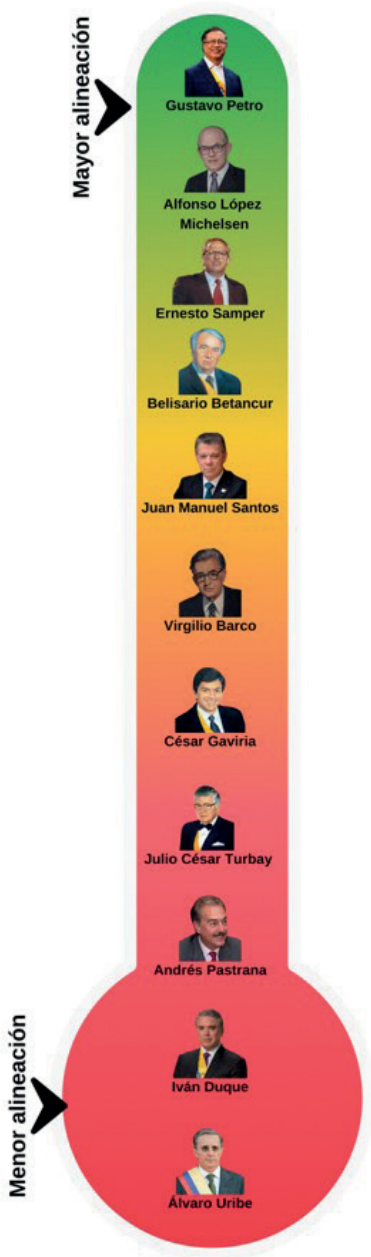 Mayor alineación
Gustavo Petro
Alfonso López
Michelsen
Ernesto Samper
Belisario Betancur
Juan Manuel Santos
Virgilio Barco
César Gaviria
Julio César Turbay
Andrés Pastrana
Menor alineación
Iván Duque
Álvaro Uribe